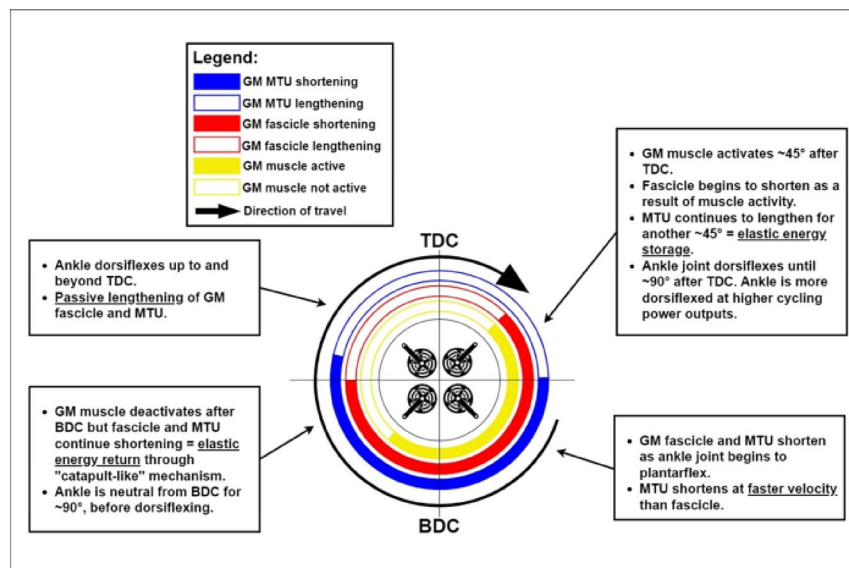 Legend:
GM MTU shortening
GM MTU lengthening
GM fascicle shortening
GM fascicle lengthening
GM muscle active
GM muscle not active
Direction of travel
TDC
• Ankle dorsiflexes up to and
beyond TDC.
• Passive lengthening of GM
fascicle and MTU.
• GM muscle activates ~45° after
TDC.
• Fascicle begins to shorten as a
result of muscle activity.
• MTU continues to lengthen for
another ~45° = elastic energy
storage.
• Ankle joint dorsiflexes until
~90° after TDC. Ankle is more
dorsiflexed at higher cycling
power outputs.
• GM muscle deactivates after
BDC but fascicle and MTU
continue shortening = elastic
energy return through
"catapult-like" mechanism.
• Ankle is neutral from BDC for
~90°, before dorsiflexing.
• GM fascicle and MTU shorten
as ankle joint begins to
plantarflex.
• MTU shortens at faster velocity
than fascicle.
BDC